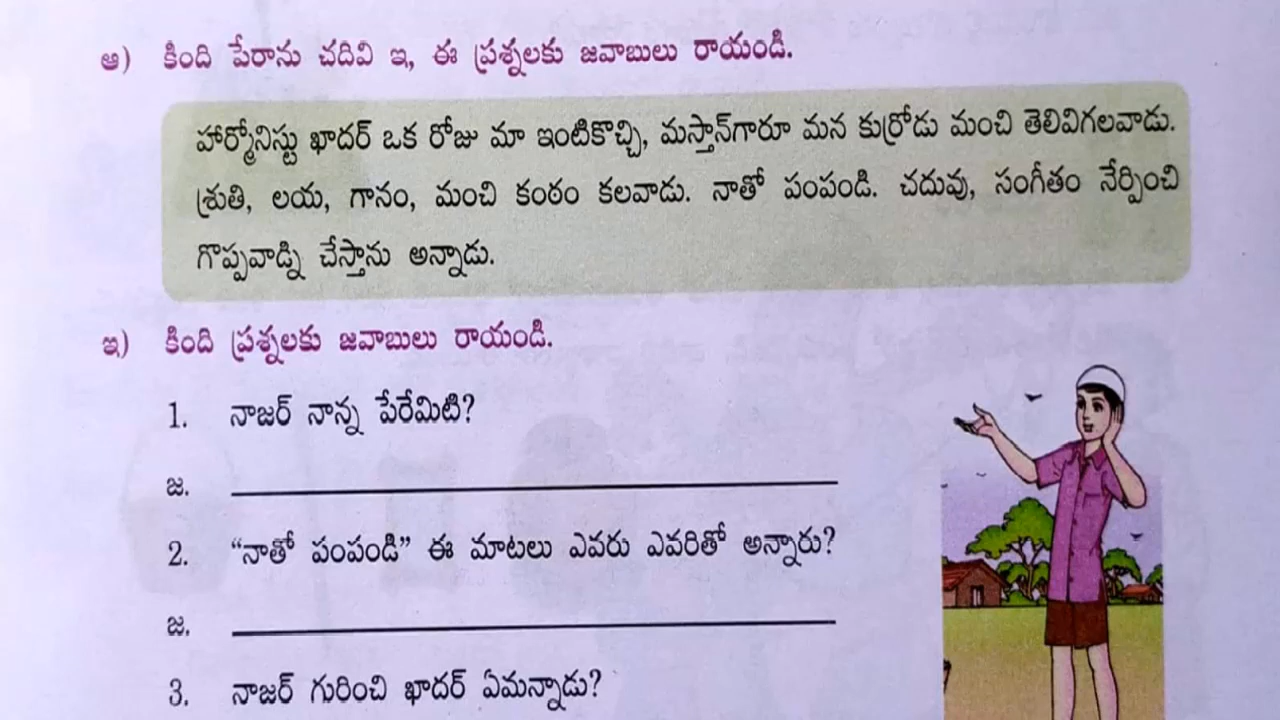 ఆ) కింది పేరాను చదివి ఇ, ఈ ప్రశ్నలకు జవాబులు రాయండి.
హార్మోనిస్టు ఖాదర్ ఒక రోజు మా ఇంటికొచ్చి, మస్తాన్‌గారూ మన కుర్రోడు మంచి తెలివిగలవాడు.
శ్రుతి, లయ, గానం, మంచి కంఠం కలవాడు. నాతో పంపండి. చదువు, సంగీతం నేర్పించి
గొప్పవాడ్ని చేస్తాను అన్నాడు.
ఇ) కింది ప్రశ్నలకు జవాబులు రాయండి.
1. నాజర్ నాన్న పేరేమిటి?
జ.
2. “నాతో పంపండి” ఈ మాటలు ఎవరు ఎవరితో అన్నారు?
జ.
3. నాజర్ గురించి ఖాదర్ ఏమన్నాడు?